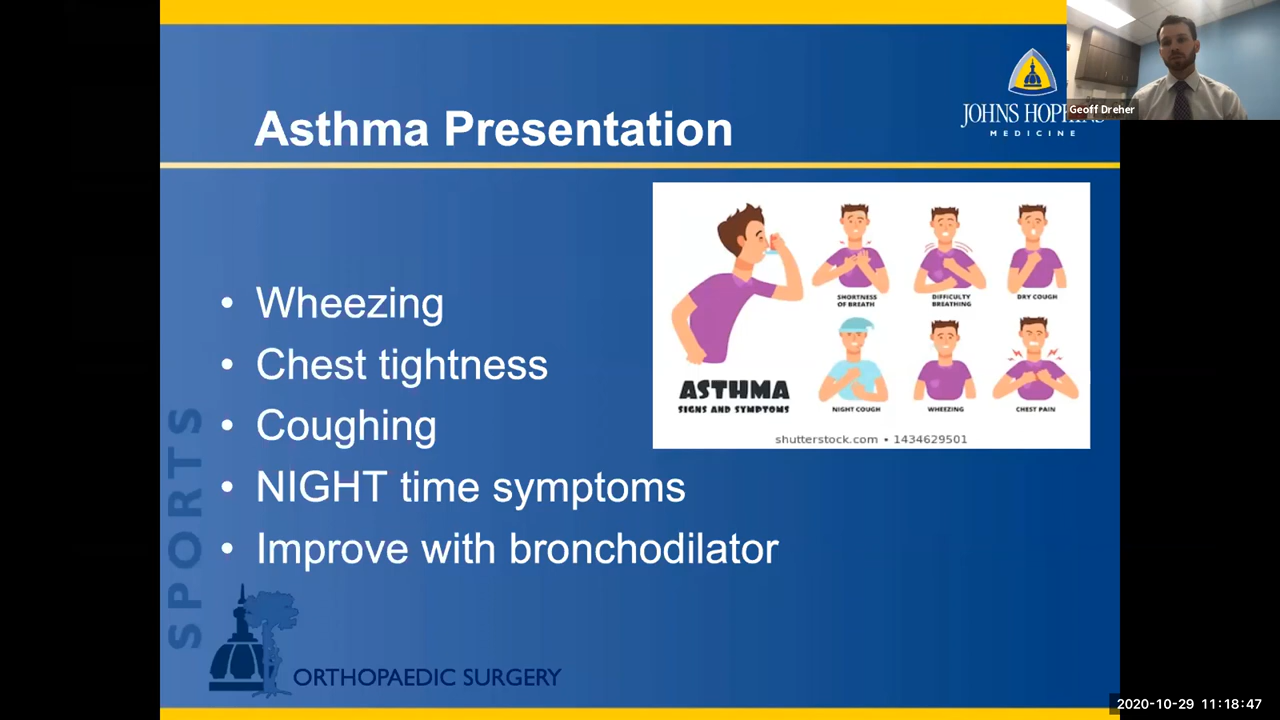 Asthma Presentation
JOHNS HOPKINS
MEDICINE
Geoff Dreher
• Wheezing
• Chest tightness
• Coughing
• NIGHT time symptoms
• Improve with bronchodilator
ASTHMA
SIGNS AND SYMPTOMS
SHORTNESS
OF BREATH
DIFFICULTY
BREATHING
DRY COUGH
NIGHT COUGH
WHEEZING
CHEST PAIN
shutterstock.com • 1434629501
SPORTS
ORTHOPAEDIC SURGERY
2020-10-29 11:18:47